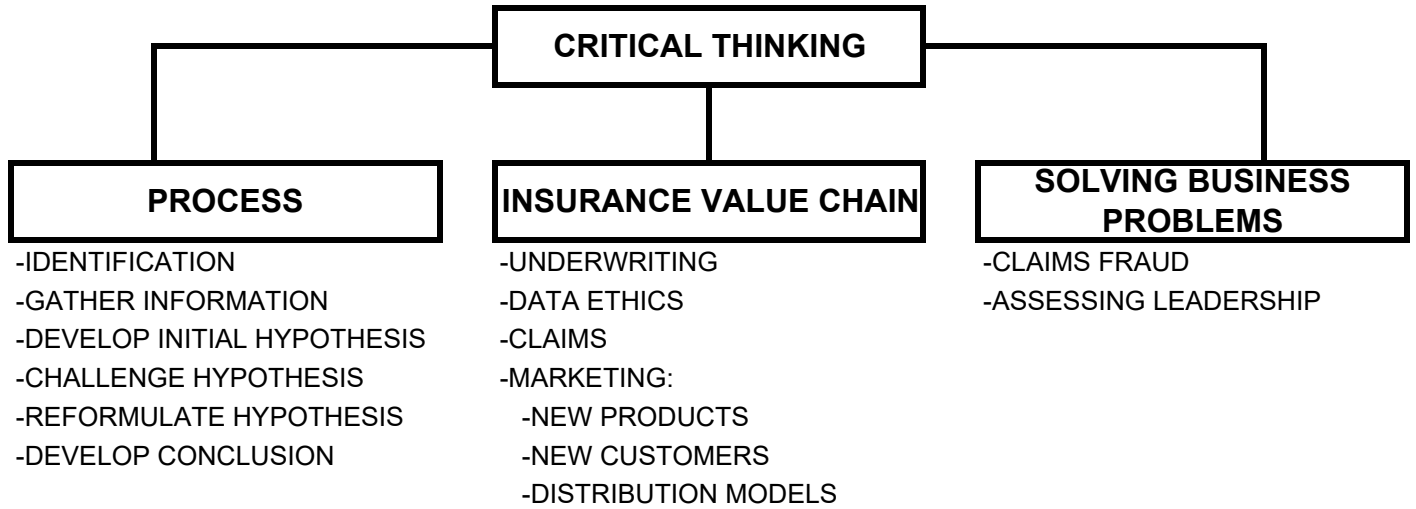 CRITICAL THINKING
PROCESS
-IDENTIFICATION
-GATHER INFORMATION
-DEVELOP INITIAL HYPOTHESIS
-CHALLENGE HYPOTHESIS
-REFORMULATE HYPOTHESIS
-DEVELOP CONCLUSION
INSURANCE VALUE CHAIN
-UNDERWRITING
-DATA ETHICS
-CLAIMS
-MARKETING:
-NEW PRODUCTS
-NEW CUSTOMERS
-DISTRIBUTION MODELS
SOLVING BUSINESS
PROBLEMS
-CLAIMS FRAUD
-ASSESSING LEADERSHIP